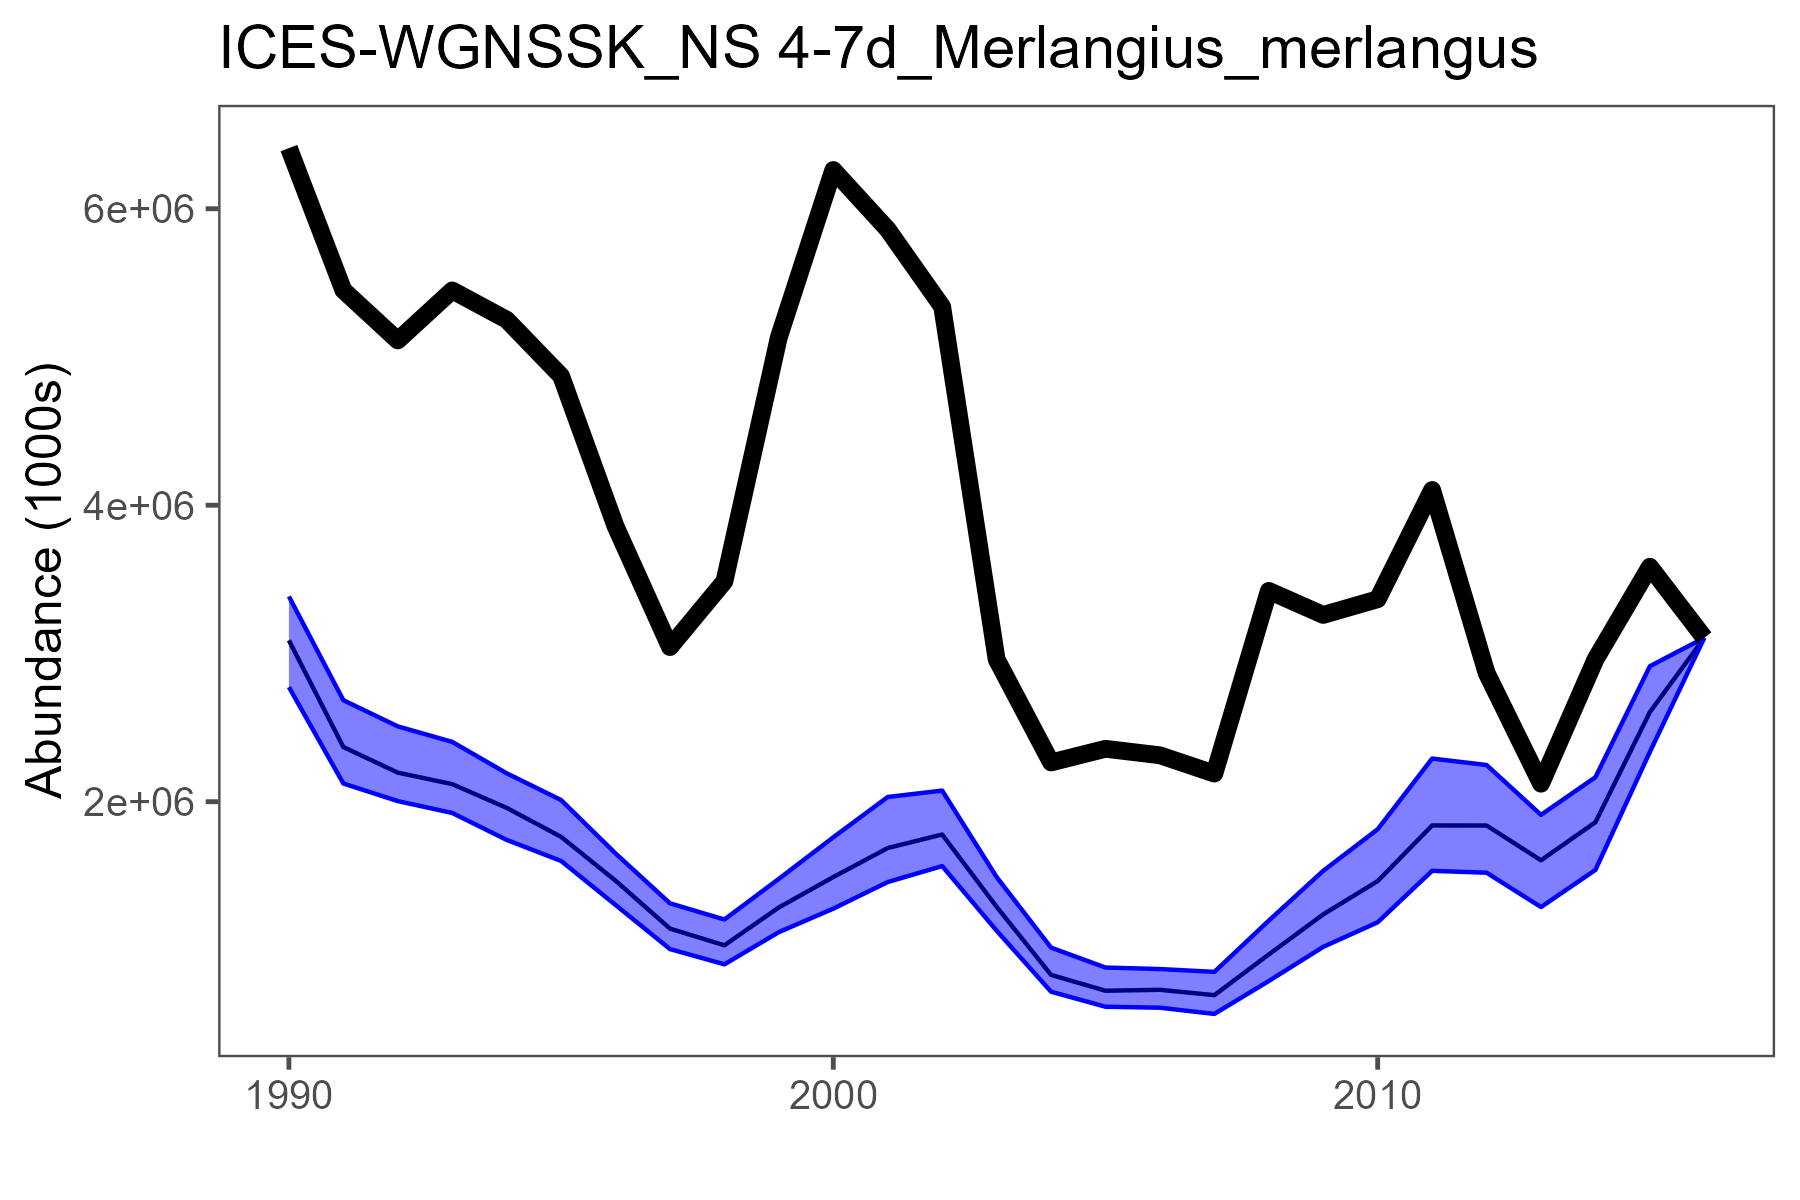 ICES-WGNSSK_NS 4-7d_Merlangius_merlangus
Abundance (1000s)
6e+06
4e+06
2e+06
1990
2000
2010